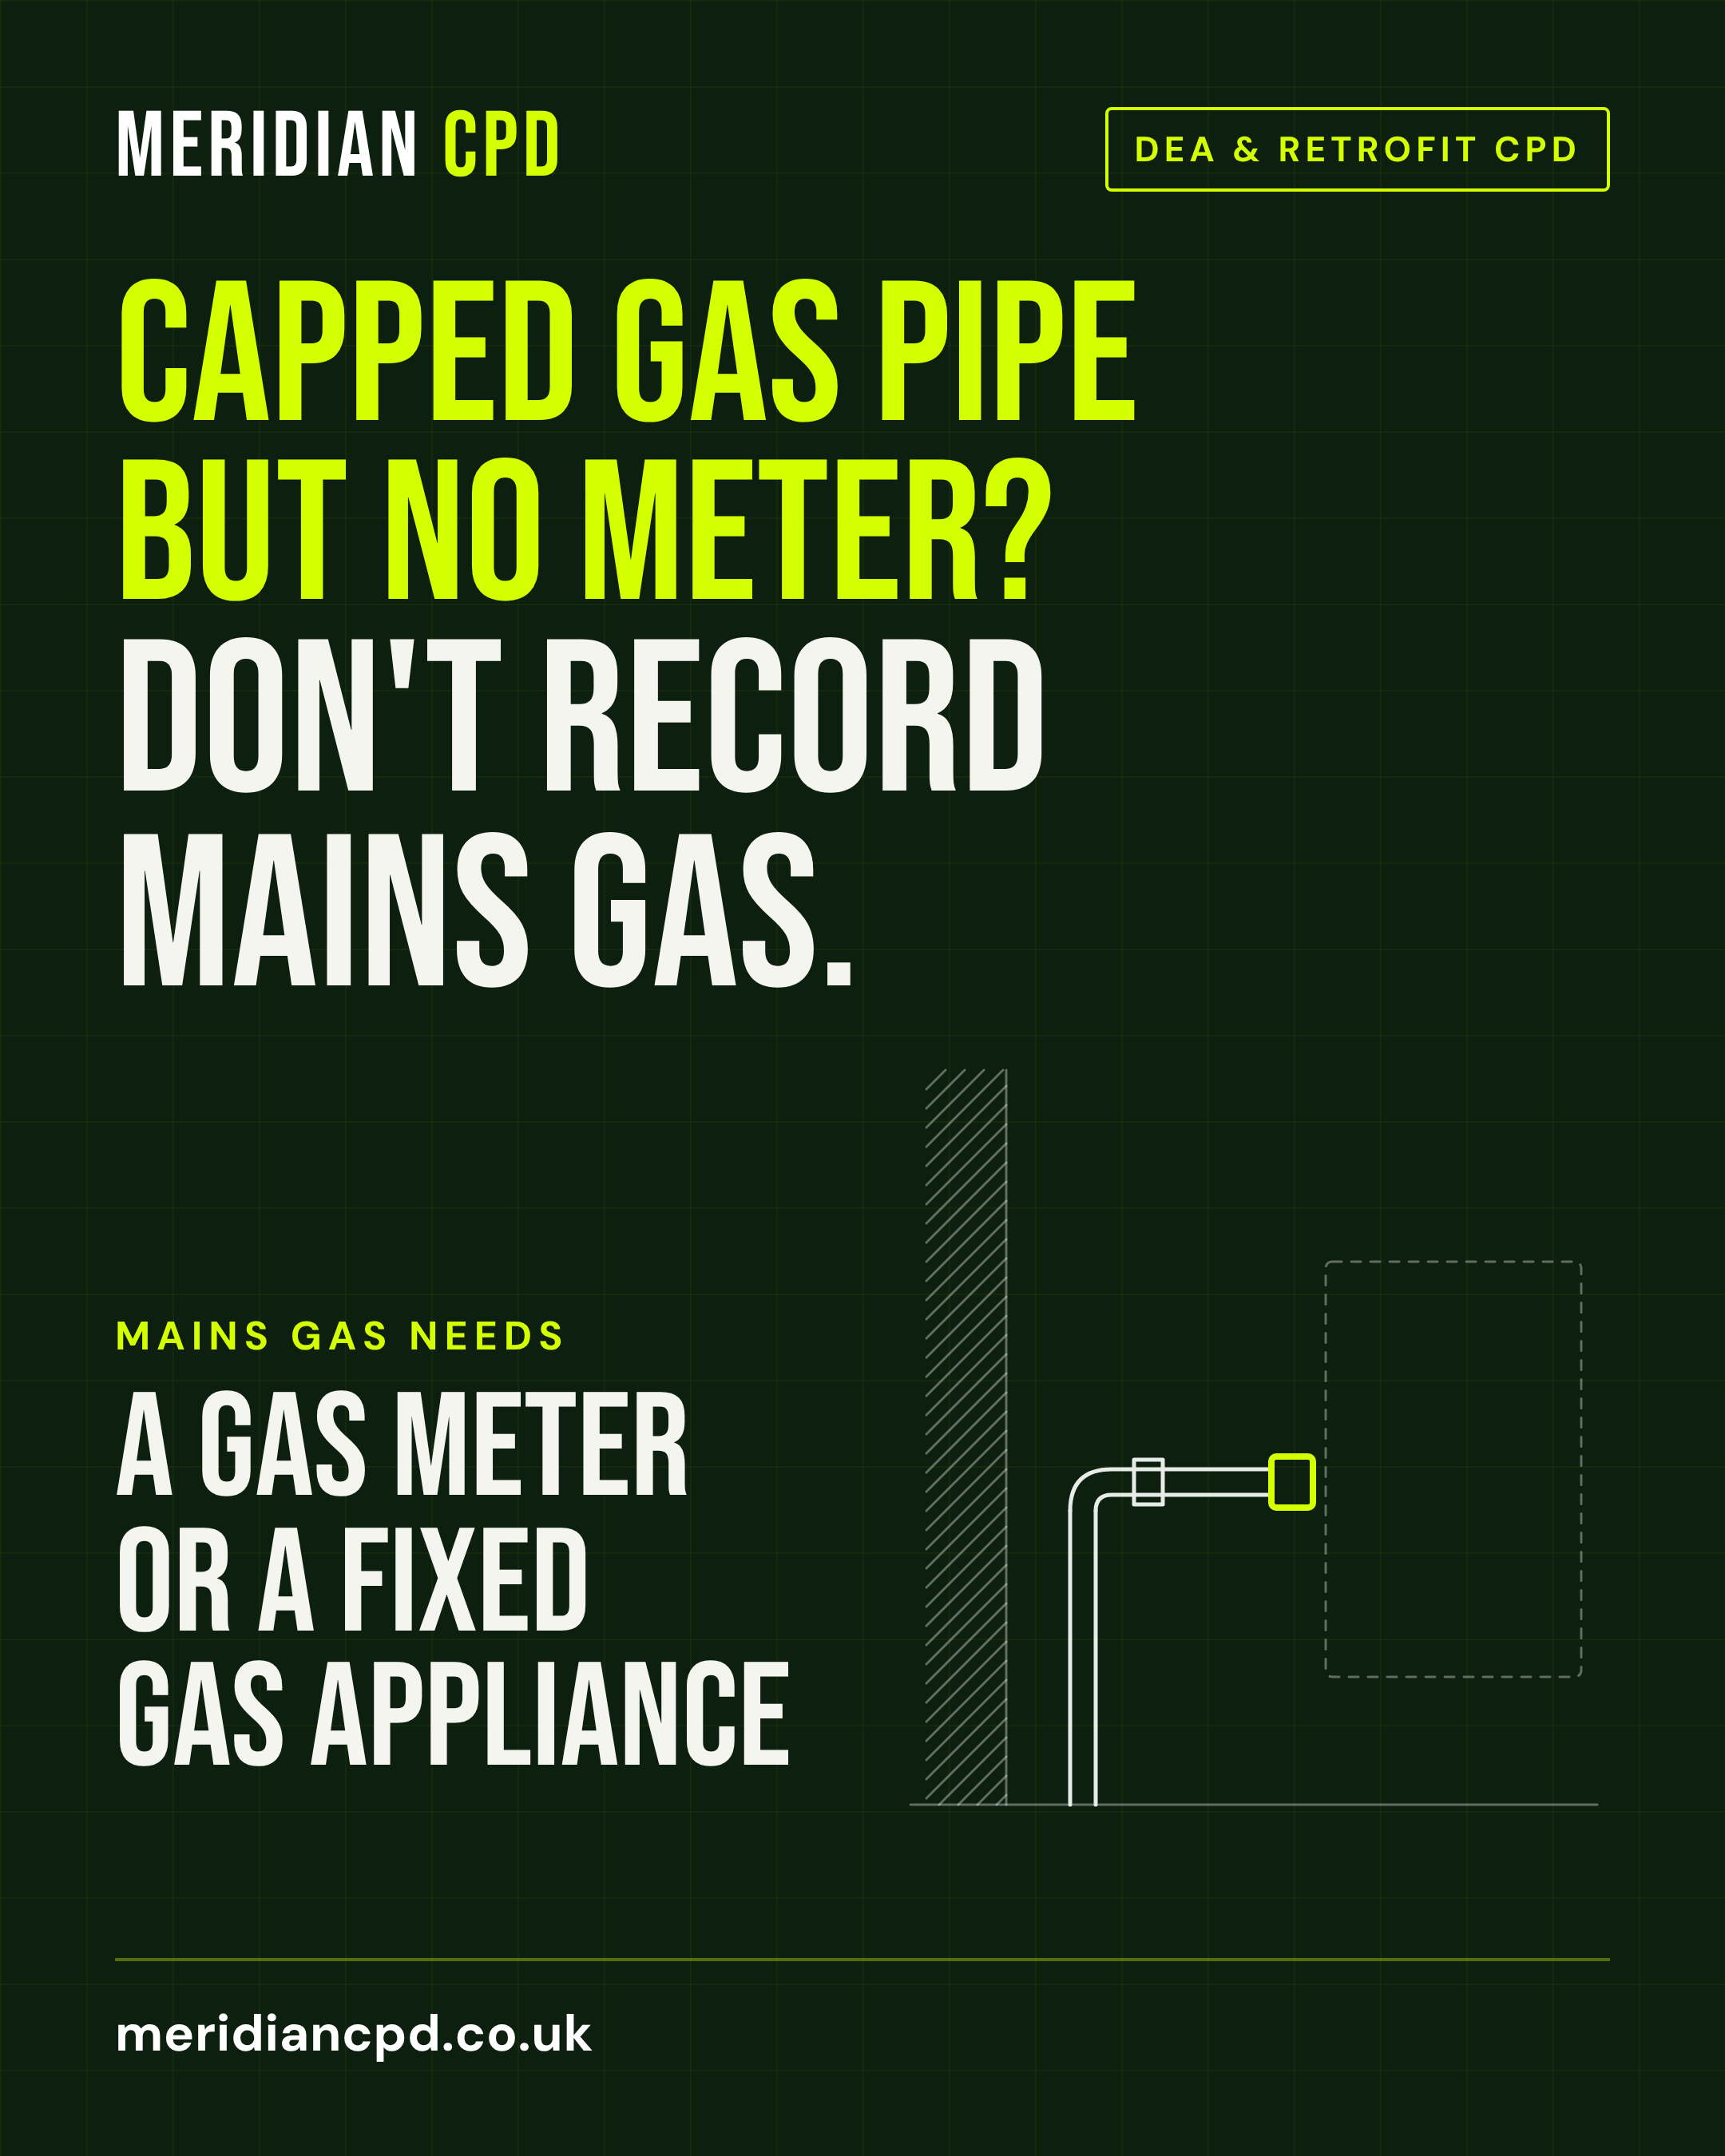 MERIDIAN CPD
DEA & RETROFIT CPD
CAPPED GAS PIPE
BUT NO METER?
DON'T RECORD
MAINS GAS.
MAINS GAS NEEDS
A GAS METER
OR A FIXED
GAS APPLIANCE
meridiancpd.co.uk